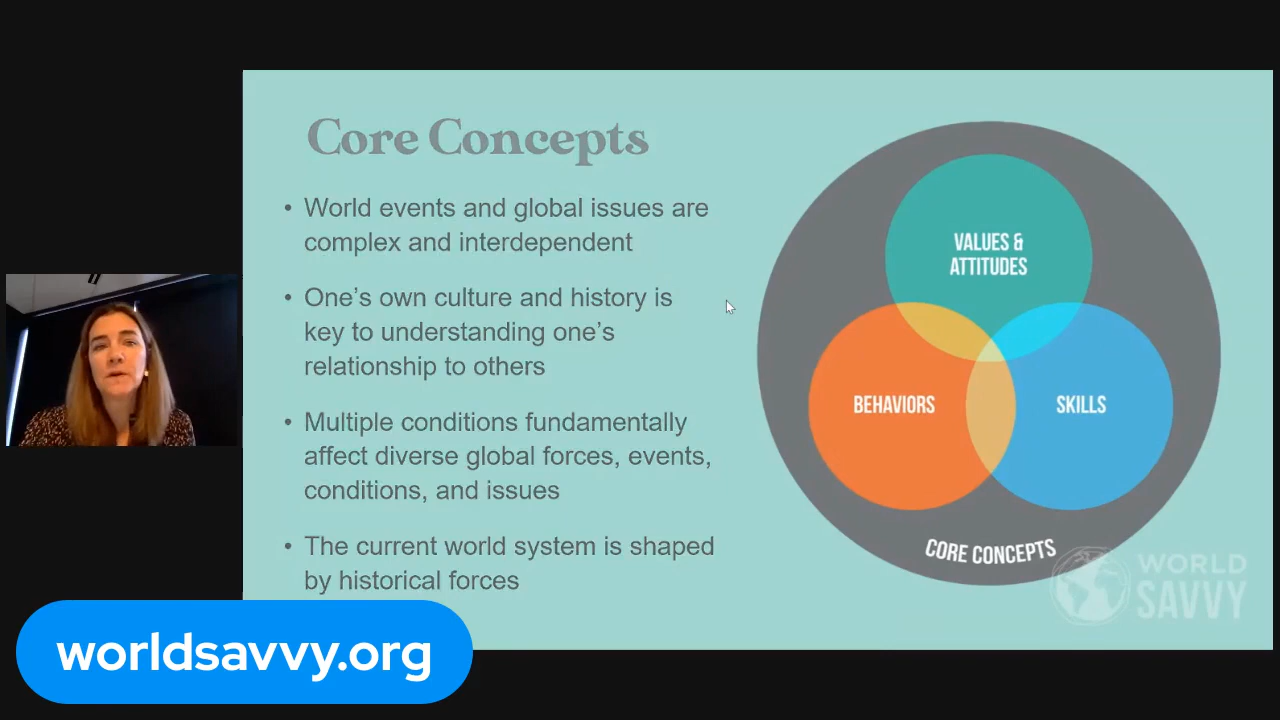 Core Concepts
• World events and global issues are
complex and interdependent
• One’s own culture and history is
key to understanding one’s
relationship to others
• Multiple conditions fundamentally
affect diverse global forces, events,
conditions, and issues
• The current world system is shaped
by historical forces
VALUES &
ATTITUDES
BEHAVIORS
SKILLS
CORE CONCEPTS
WORLD
SAVVY
worldsavvy.org